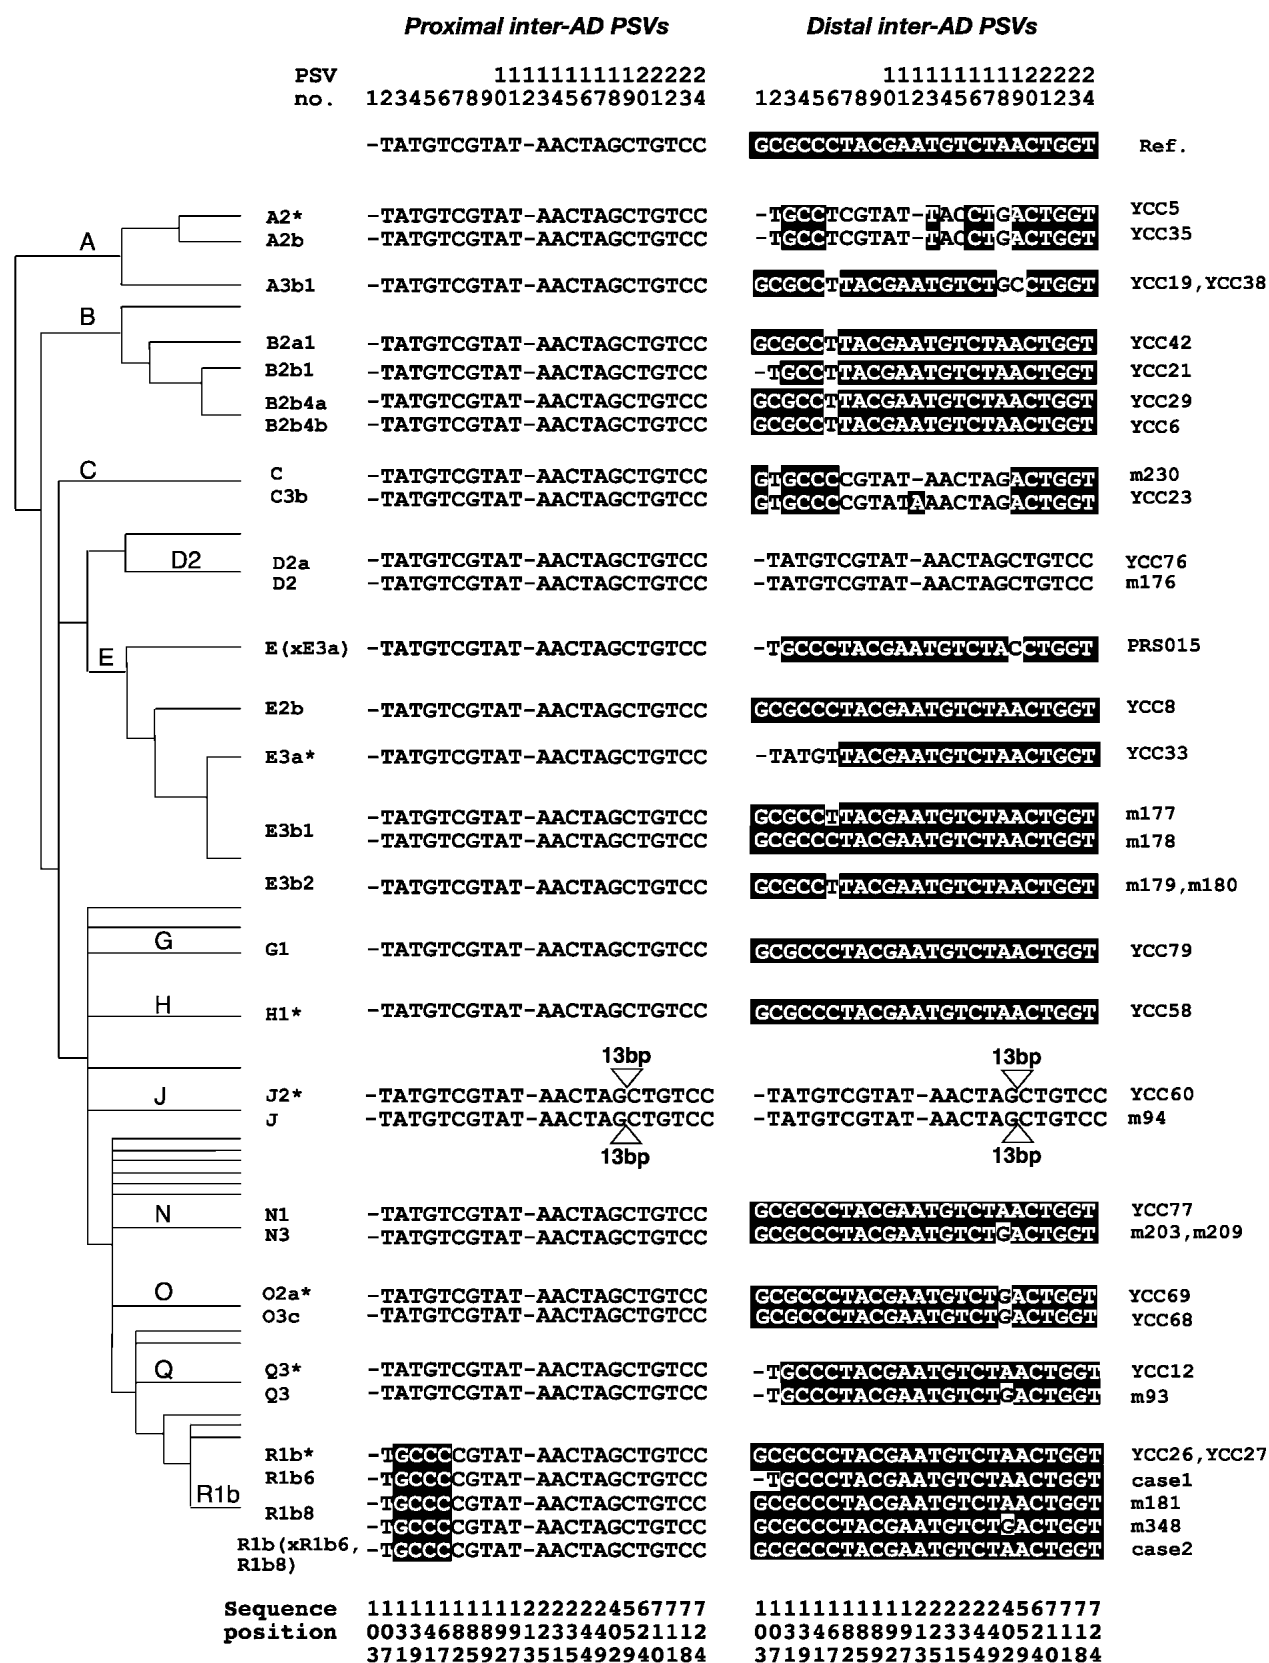 Proximal inter-AD PSVs Distal inter-AD PSVs
PSV 111111111122222 111111111122222
no. 123456789012345678901234 123456789012345678901234
-TATGTCGTAT-AACTAGCTGTCC GCGCCCTACGAATGTCTAACTGGT Ref.
A2* -TATGTCGTAT-AACTAGCTGTCC -TGCCTCGTAT-TACCTGACTGGT YCC5
A A2b -TATGTCGTAT-AACTAGCTGTCC -TGCCTCGTAT-TACCTGACTGGT YCC35
A3b1 -TATGTCGTAT-AACTAGCTGTCC GCGCCTTACGAATGTCTGCCTGGT YCC19,YCC38
B
B2a1 -TATGTCGTAT-AACTAGCTGTCC GCGCCTTACGAATGTCTAACTGGT YCC42
B2b1 -TATGTCGTAT-AACTAGCTGTCC -TGCCTTACGAATGTCTAACTGGT YCC21
B2b4a -TATGTCGTAT-AACTAGCTGTCC GCGCCTTACGAATGTCTAACTGGT YCC29
B2b4b -TATGTCGTAT-AACTAGCTGTCC GCGCCTTACGAATGTCTAACTGGT YCC6
C C -TATGTCGTAT-AACTAGCTGTCC GTGCCCCGTAT-AACTAGACTGGT m230
C3b -TATGTCGTAT-AACTAGCTGTCC GTGCCCCGTATAAACTAGACTGGT YCC23
D2 D2a -TATGTCGTAT-AACTAGCTGTCC -TATGTCGTAT-AACTAGCTGTCC YCC76
D2 -TATGTCGTAT-AACTAGCTGTCC -TATGTCGTAT-AACTAGCTGTCC m176
E E(xE3a) -TATGTCGTAT-AACTAGCTGTCC -TGCCCTACGAATGTCTACCTGGT PRS015
E2b -TATGTCGTAT-AACTAGCTGTCC GCGCCCTACGAATGTCTAACTGGT YCC8
E3a* -TATGTCGTAT-AACTAGCTGTCC -TATGTTACGAATGTCTAACTGGT YCC33
-TATGTCGTAT-AACTAGCTGTCC GCGCCTTACGAATGTCTAACTGGT m177
E3b1 -TATGTCGTAT-AACTAGCTGTCC GCGCCCTACGAATGTCTAACTGGT m178
E3b2 -TATGTCGTAT-AACTAGCTGTCC GCGCCTTACGAATGTCTAACTGGT m179,m180
G G1 -TATGTCGTAT-AACTAGCTGTCC GCGCCCTACGAATGTCTAACTGGT YCC79
H H1* -TATGTCGTAT-AACTAGCTGTCC GCGCCCTACGAATGTCTAACTGGT YCC58
13bp 13bp
J J2* -TATGTCGTAT-AACTAGCTGTCC -TATGTCGTAT-AACTAGCTGTCC YCC60
J -TATGTCGTAT-AACTAGCTGTCC -TATGTCGTAT-AACTAGCTGTCC m94
13bp 13bp
N N1 -TATGTCGTAT-AACTAGCTGTCC GCGCCCTACGAATGTCTAACTGGT YCC77
N3 -TATGTCGTAT-AACTAGCTGTCC GCGCCCTACGAATGTCTGACTGGT m203,m209
O O2a* -TATGTCGTAT-AACTAGCTGTCC GCGCCCTACGAATGTCTGACTGGT YCC69
O3c -TATGTCGTAT-AACTAGCTGTCC GCGCCCTACGAATGTCTGACTGGT YCC68
Q Q3* -TATGTCGTAT-AACTAGCTGTCC -TGCCCTACGAATGTCTAACTGGT YCC12
Q3 -TATGTCGTAT-AACTAGCTGTCC -TGCCCTACGAATGTCTGACTGGT m93
R1b* -TGCCCCGTAT-AACTAGCTGTCC GCGCCCTACGAATGTCTAACTGGT YCC26,YCC27
R1b6 -TGCCCCGTAT-AACTAGCTGTCC -TGCCCTACGAATGTCTAACTGGT case1
R1b R1b8 -TGCCCCGTAT-AACTAGCTGTCC GCGCCCTACGAATGTCTAACTGGT m181
-TGCCCCGTAT-AACTAGCTGTCC GCGCCCTACGAATGTCTGACTGGT m348
R1b(xR1b6, -TGCCCCGTAT-AACTAGCTGTCC GCGCCCTACGAATGTCTAACTGGT case2
R1b8)
Sequence 111111111112222224567777 111111111112222224567777
position 003346888991233440521112 003346888991233440521112
371917259273514529240184 371917259273514529240184